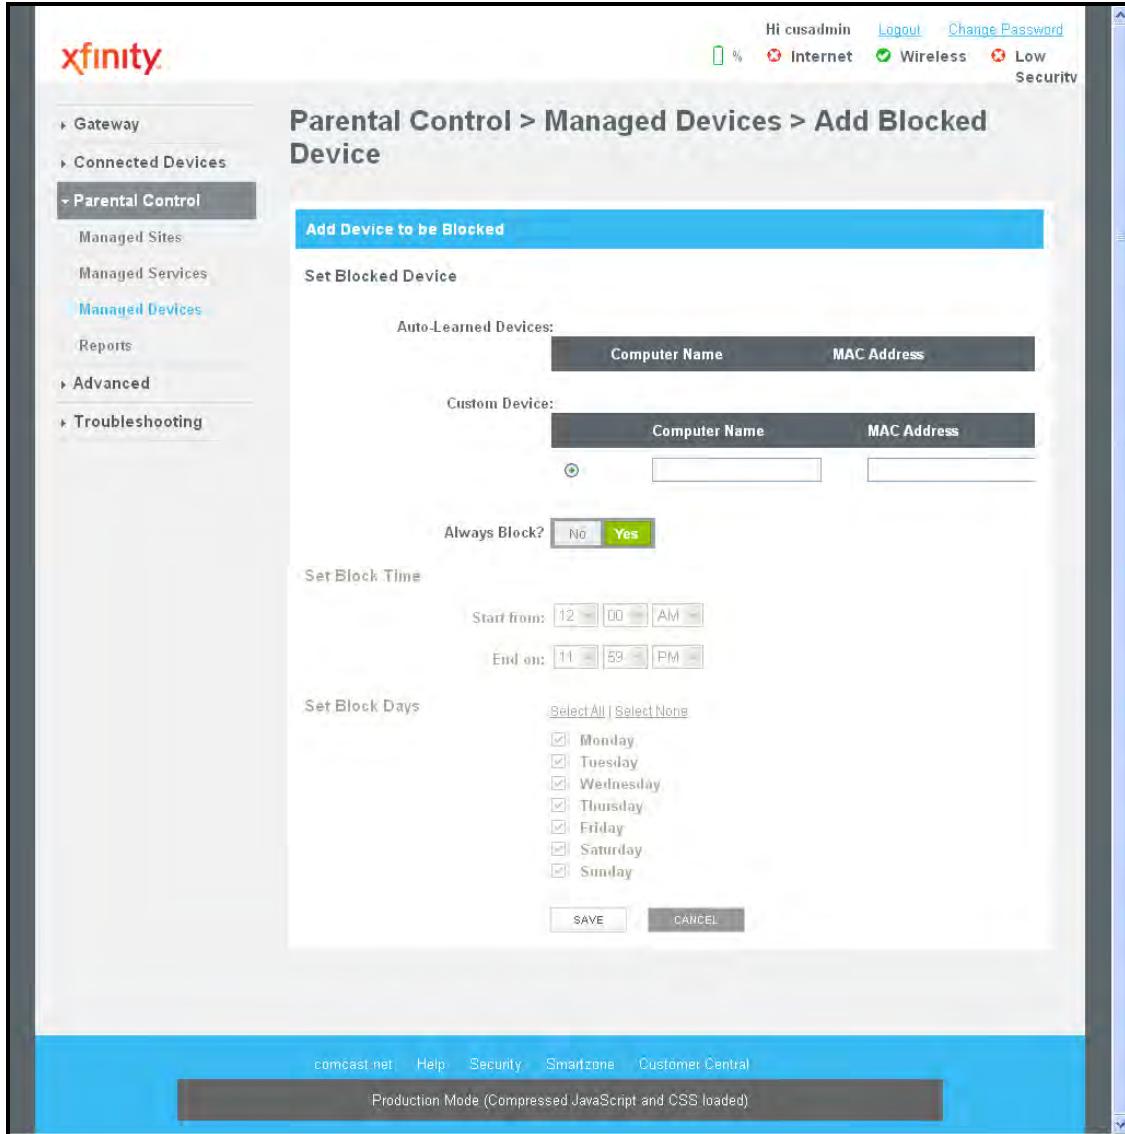 Hi cusadmin Logout Change Password
xfinity
% Internet Wireless Low Security
Gateway
Connected Devices
Parental Control
Managed Sites
Managed Services
Managed Devices
Reports
Advanced
Troubleshooting
Parental Control > Managed Devices > Add Blocked
Device
Add Device to be Blocked
Set Blocked Device
Auto-Learned Devices:
Computer Name MAC Address
Custom Device:
Computer Name MAC Address
Always Block? No Yes
Set Block Time
Start from: 12 00 AM
End on: 11 59 PM
Set Block Days
Select All | Select None
Monday
Tuesday
Wednesday
Thursday
Friday
Saturday
Sunday
SAVE CANCEL
comcast.net Help Security Smartzone Customer Central
Production Mode (Compressed JavaScript and CSS loaded)